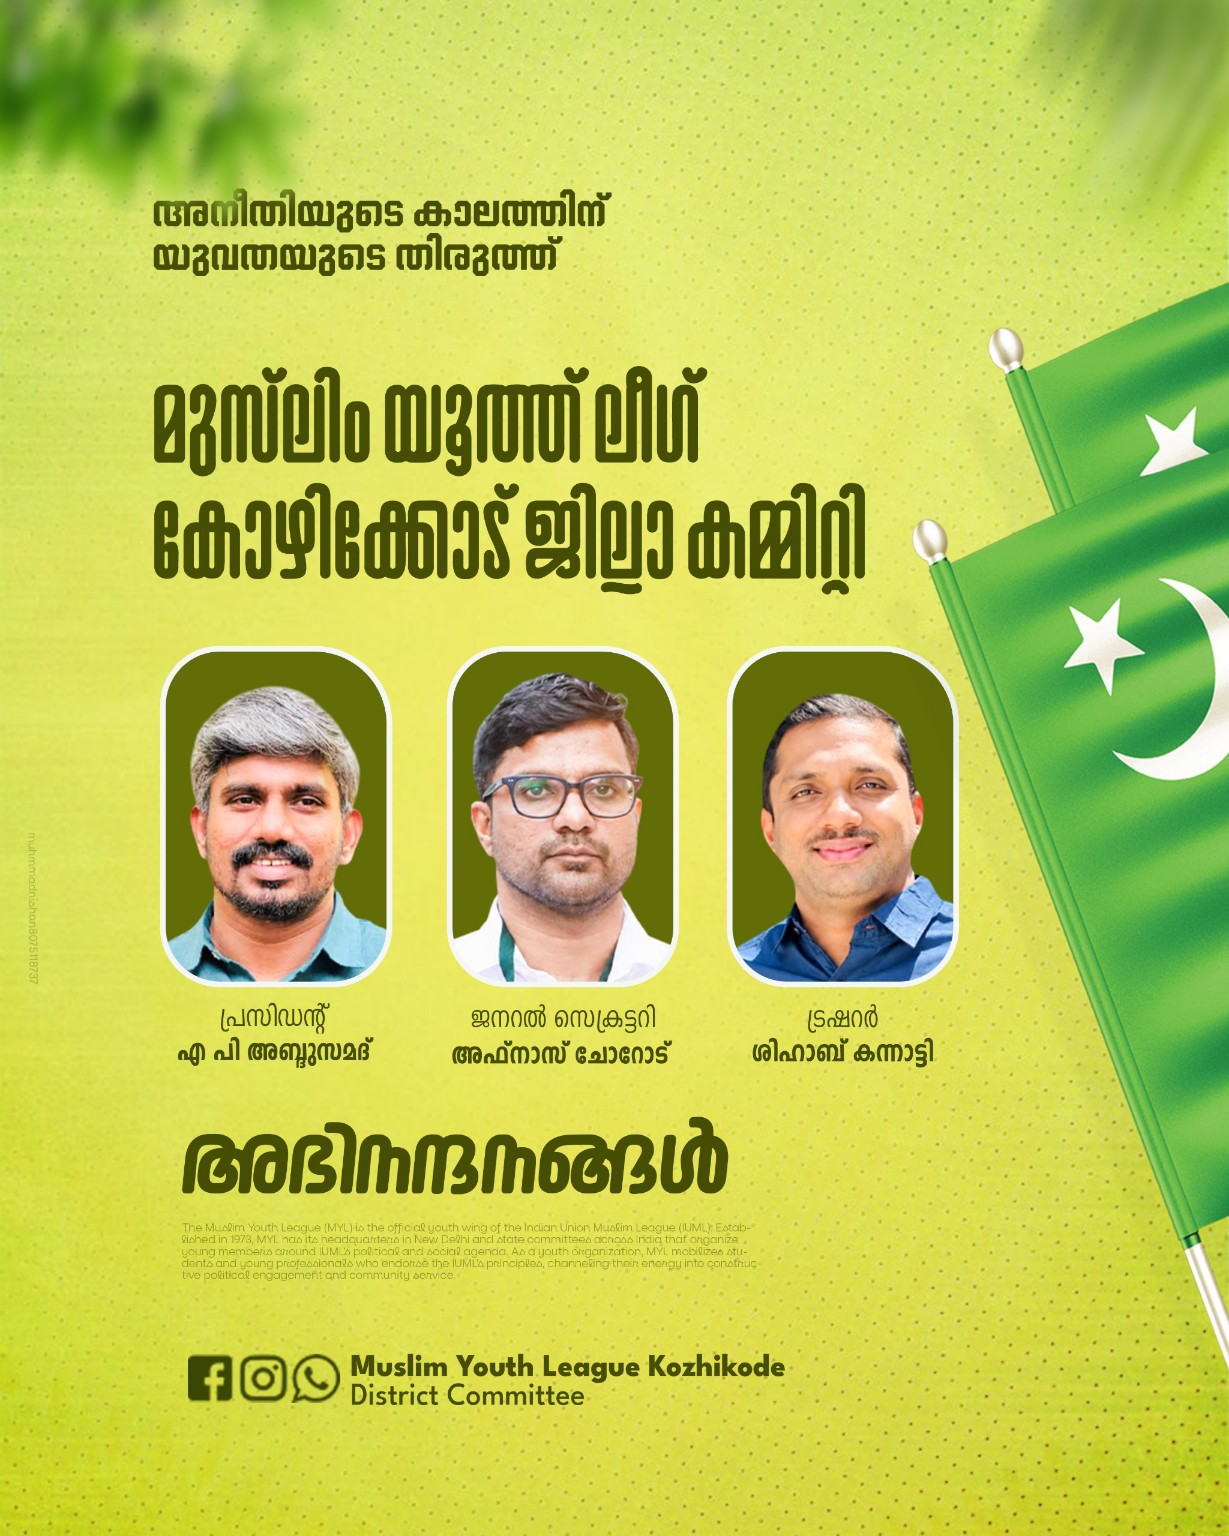 അനീതിയുടെ കാലത്തിന്
യുവതയുടെ തിരുത്ത്
മുസ്‌ലിം യൂത്ത് ലീഗ്
കോഴിക്കോട് ജില്ലാ കമ്മിറ്റി
പ്രസിഡന്റ്
എ പി അബ്ദുസമദ്
ജനറൽ സെക്രട്ടറി
അഫ്നാസ് ചോറോട്
ട്രഷറർ
ശിഹാബ് കന്നാട്ടി
അഭിനന്ദനങ്ങൾ
The Muslim Youth League (MYL) is the official youth wing of the Indian Union Muslim League (IUML). Estab-
lished in 1973, MYL has its headquarters in New Delhi and state committees across India that organize
young members around IUML's political and social agenda. As a youth organization, MYL mobilizes stu-
dents and young professionals who endorse the IUML's principles, channeling their energy into construc-
tive political engagement and community service.
Muslim Youth League Kozhikode
District Committee